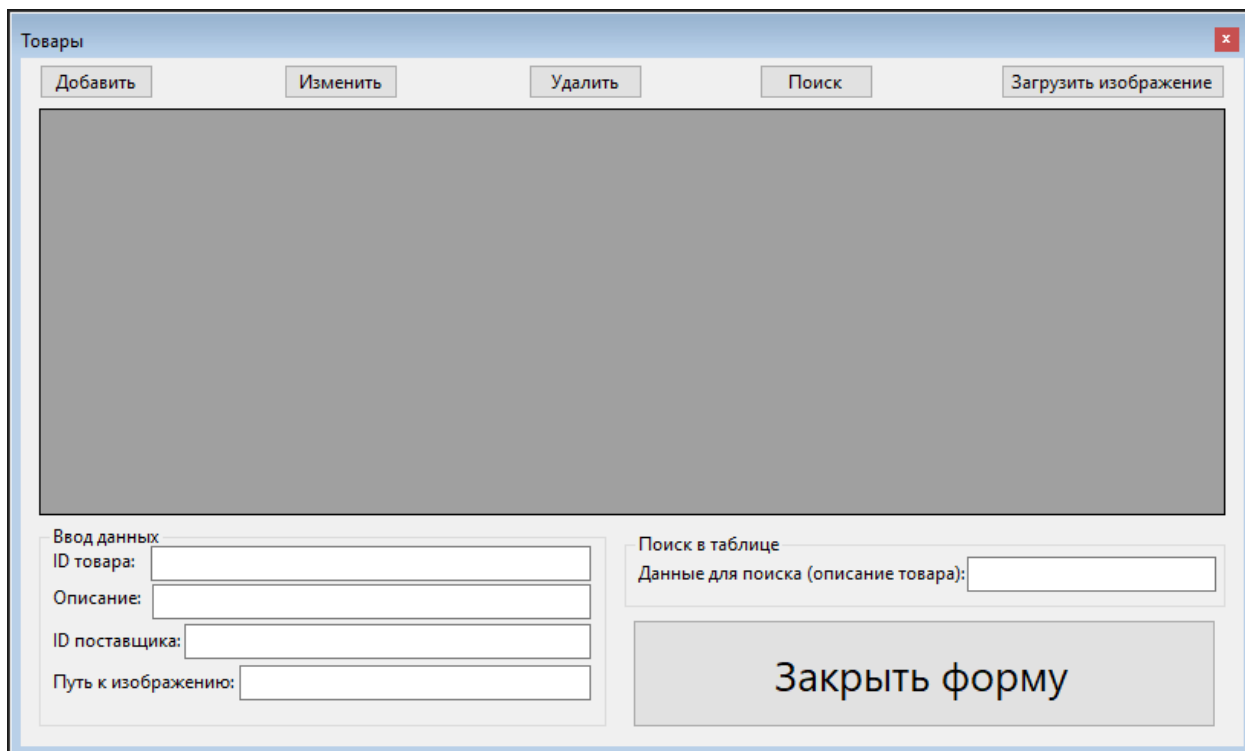 Товары
x
Добавить Изменить Удалить Поиск Загрузить изображение
Ввод данных
ID товара:
Описание:
ID поставщика:
Путь к изображению:
Поиск в таблице
Данные для поиска (описание товара):
Закрыть форму